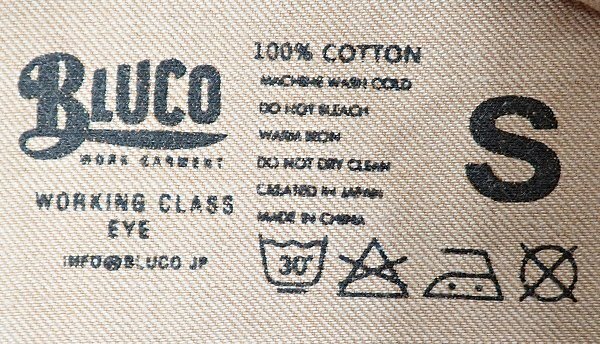 BLUCO
WORK GARMENT
WORKING CLASS
EYE
INFO@BLUCO.JP
100% COTTON
MACHINE WASH COLD
DO NOT BLEACH
WARM IRON
DO NOT DRY CLEAN
CREATED IN JAPAN
MADE IN CHINA
30°
S